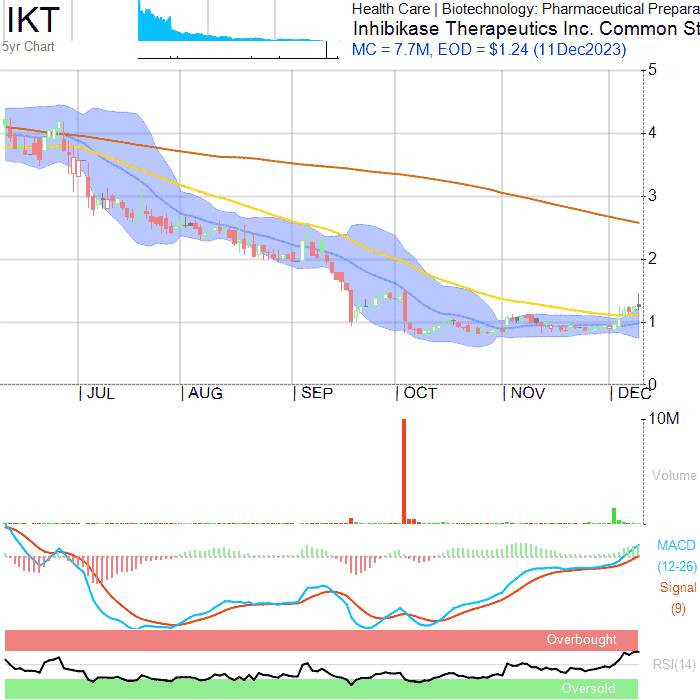 IKT
5yr Chart
Health Care | Biotechnology: Pharmaceutical Prepara
Inhibikase Therapeutics Inc. Common St
MC = 7.7M, EOD = $1.24 (11Dec2023)
5
4
3
2
1
0
| JUL | AUG | SEP | OCT | NOV | DEC
10M
Volume
MACD
(12-26)
Signal
(9)
Overbought
RSI(14)
Oversold